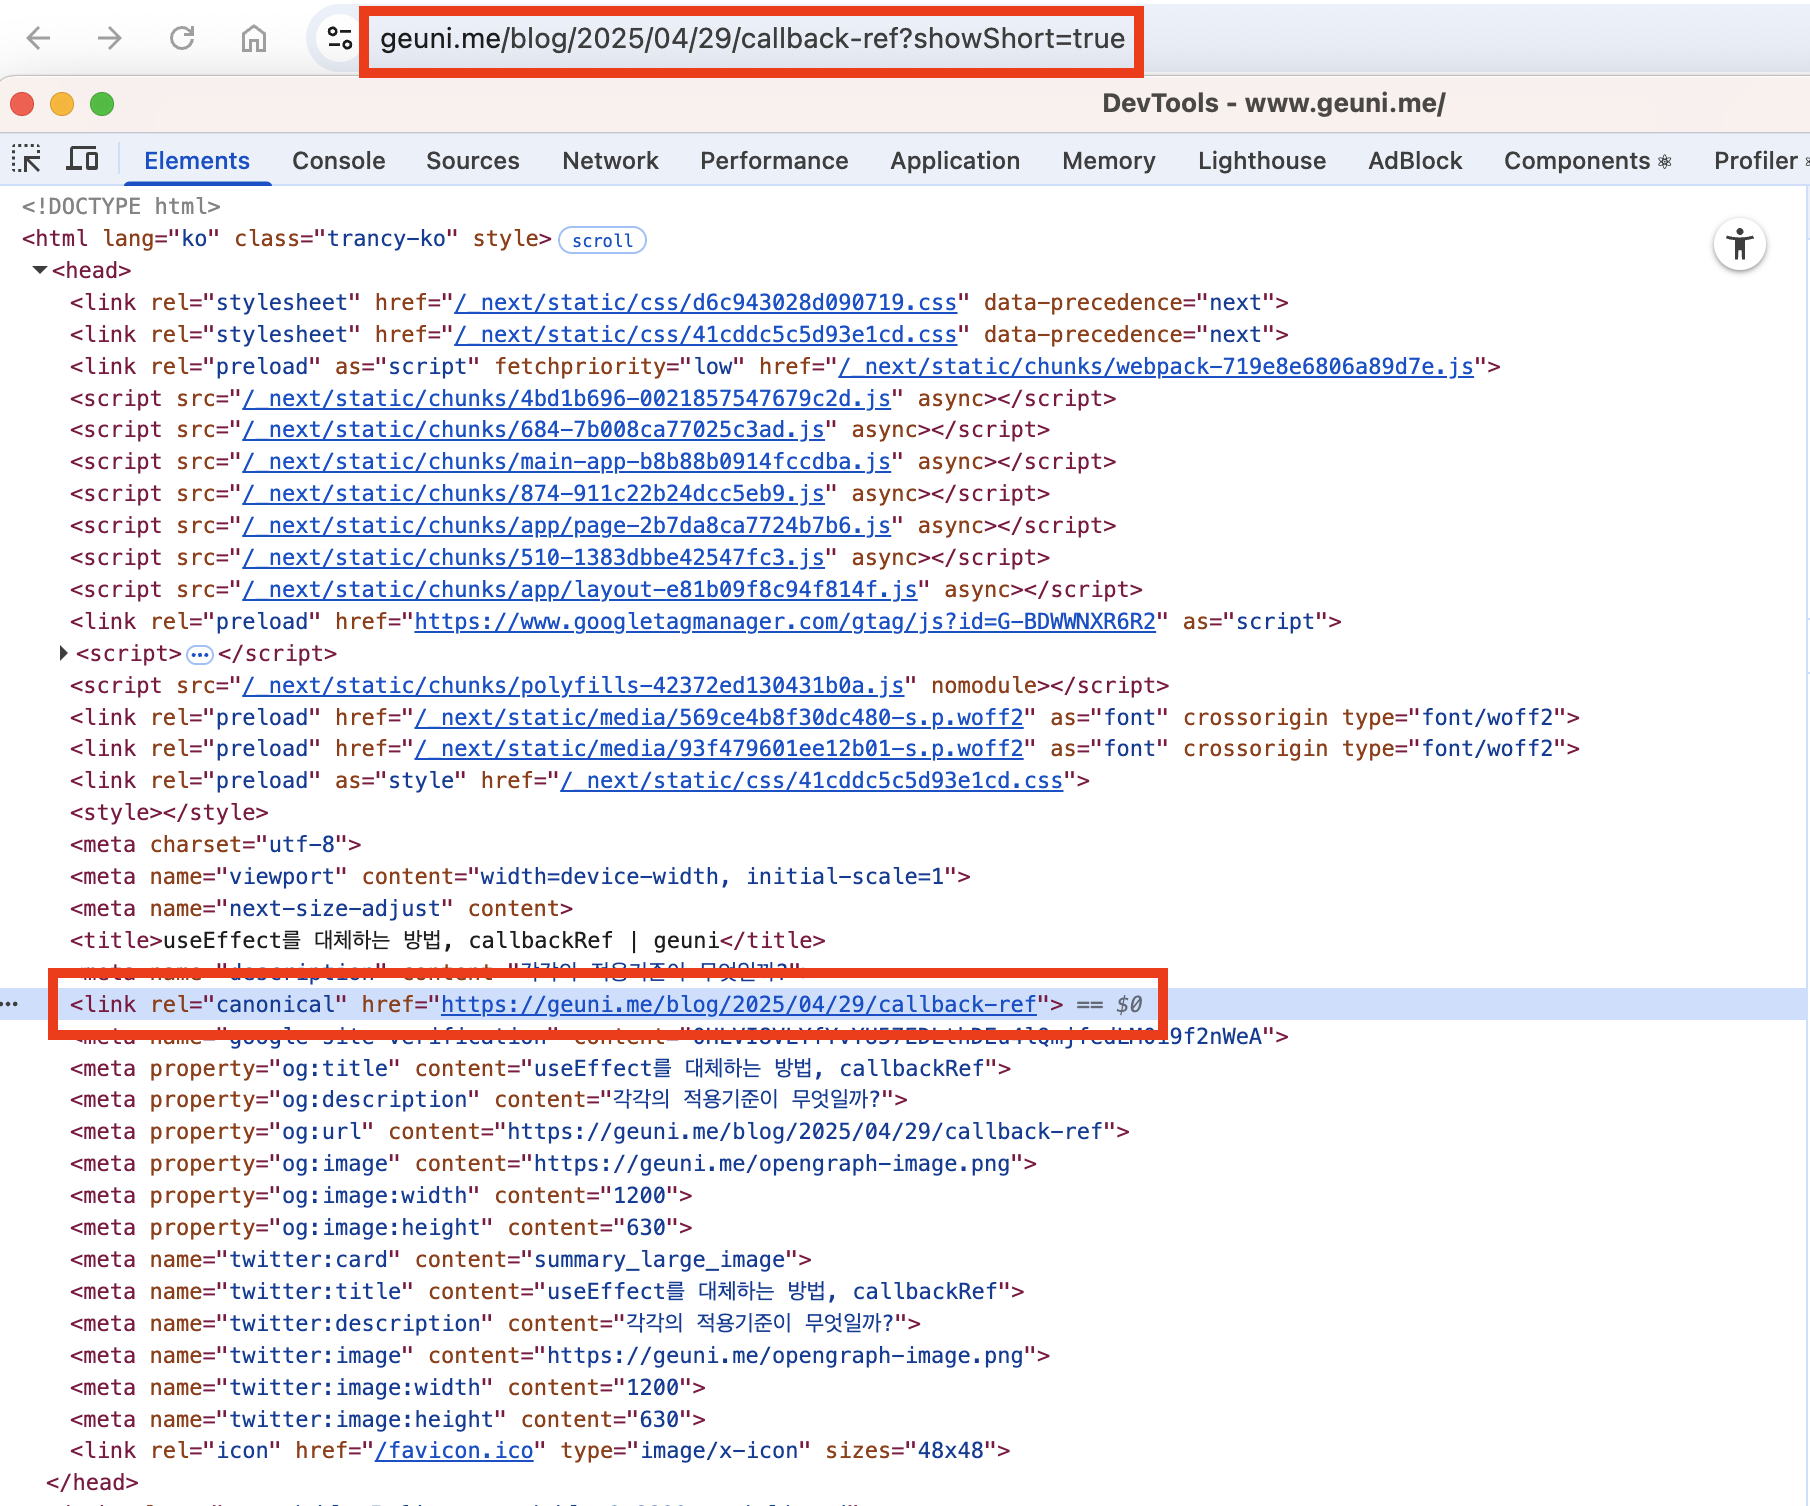 geuni.me/blog/2025/04/29/callback-ref?showShort=true
DevTools - www.geuni.me/
Elements Console Sources Network Performance Application Memory Lighthouse AdBlock Components ⚛ Profiler
<!DOCTYPE html>
<html lang="ko" class="trancy-ko" style> scroll
<head>
<link rel="stylesheet" href="/_next/static/css/d6c943028d090719.css" data-precedence="next">
<link rel="stylesheet" href="/_next/static/css/41cddc5c5d93e1cd.css" data-precedence="next">
<link rel="preload" as="script" fetchpriority="low" href="/_next/static/chunks/webpack-719e8e6806a89d7e.js">
<script src="/_next/static/chunks/4bd1b696-0021857547679c2d.js" async></script>
<script src="/_next/static/chunks/684-7b008ca77025c3ad.js" async></script>
<script src="/_next/static/chunks/main-app-b8b88b0914fccdba.js" async></script>
<script src="/_next/static/chunks/874-911c22b24dcc5eb9.js" async></script>
<script src="/_next/static/chunks/app/page-2b7da8ca7724b7b6.js" async></script>
<script src="/_next/static/chunks/510-1383dbbe42547fc3.js" async></script>
<script src="/_next/static/chunks/app/layout-e81b09f8c94f814f.js" async></script>
<link rel="preload" href="https://www.googletagmanager.com/gtag/js?id=G-BDWWNXR6R2" as="script">
<script>…</script>
<script src="/_next/static/chunks/polyfills-42372ed130431b0a.js" nomodule></script>
<link rel="preload" href="/_next/static/media/569ce4b8f30dc480-s.p.woff2" as="font" crossorigin type="font/woff2">
<link rel="preload" href="/_next/static/media/93f479601ee12b01-s.p.woff2" as="font" crossorigin type="font/woff2">
<link rel="preload" as="style" href="/_next/static/css/41cddc5c5d93e1cd.css">
<style></style>
<meta charset="utf-8">
<meta name="viewport" content="width=device-width, initial-scale=1">
<meta name="next-size-adjust" content>
<title>useEffect를 대체하는 방법, callbackRef | geuni</title>
<meta name="description" content="각각의 적용기준이 무엇일까?">
<link rel="canonical" href="https://geuni.me/blog/2025/04/29/callback-ref"> == $0
<meta name="google-site-verification" content=
<meta property="og:title" content="useEffect를 대체하는 방법, callbackRef">
<meta property="og:description" content="각각의 적용기준이 무엇일까?">
<meta property="og:url" content="https://geuni.me/blog/2025/04/29/callback-ref">
<meta property="og:image" content="https://geuni.me/opengraph-image.png">
<meta property="og:image:width" content="1200">
<meta property="og:image:height" content="630">
<meta name="twitter:card" content="summary_large_image">
<meta name="twitter:title" content="useEffect를 대체하는 방법, callbackRef">
<meta name="twitter:description" content="각각의 적용기준이 무엇일까?">
<meta name="twitter:image" content="https://geuni.me/opengraph-image.png">
<meta name="twitter:image:width" content="1200">
<meta name="twitter:image:height" content="630">
<link rel="icon" href="/favicon.ico" type="image/x-icon" sizes="48x48">
</head>